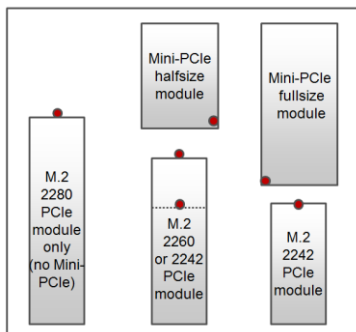 Mini-PCIe
halfsize
module
Mini-PCIe
fullsize
module
M.2
2280
PCIe
module
only
(no Mini-
PCIe)
M.2
2260
or 2242
PCIe
module
M.2
2242
PCIe
module